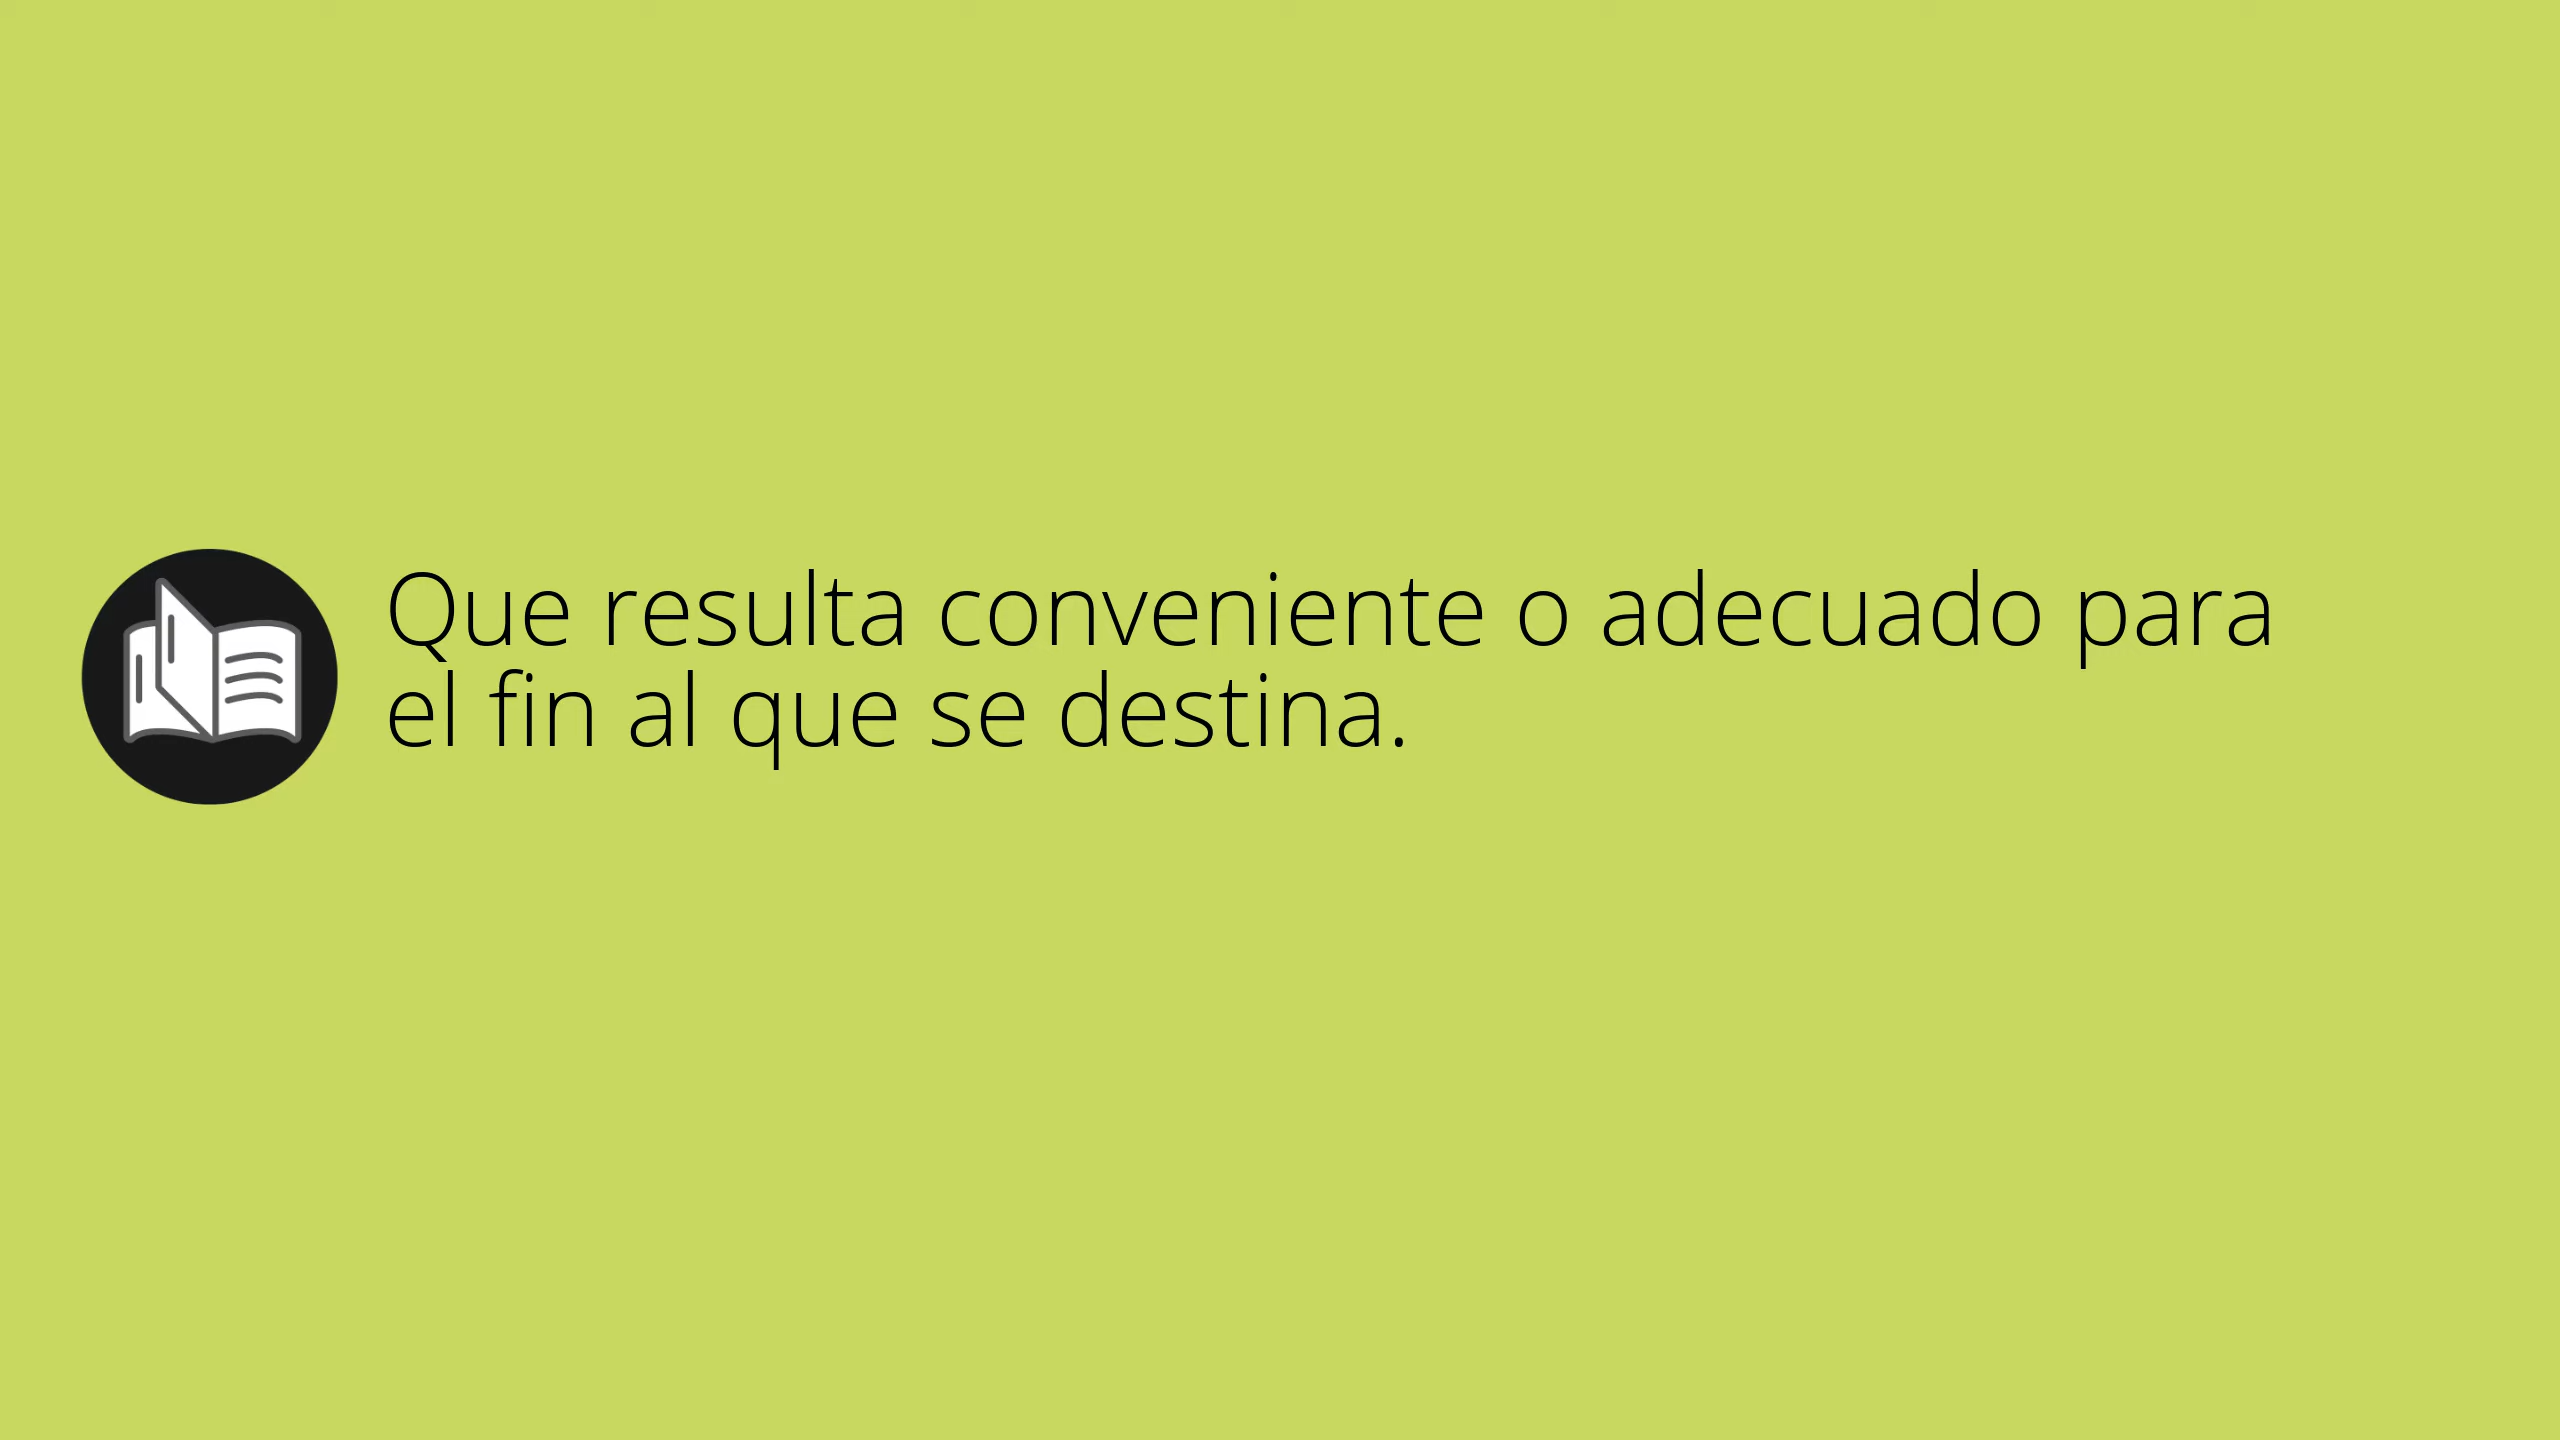 Que resulta conveniente o adecuado para
el fin al que se destina.